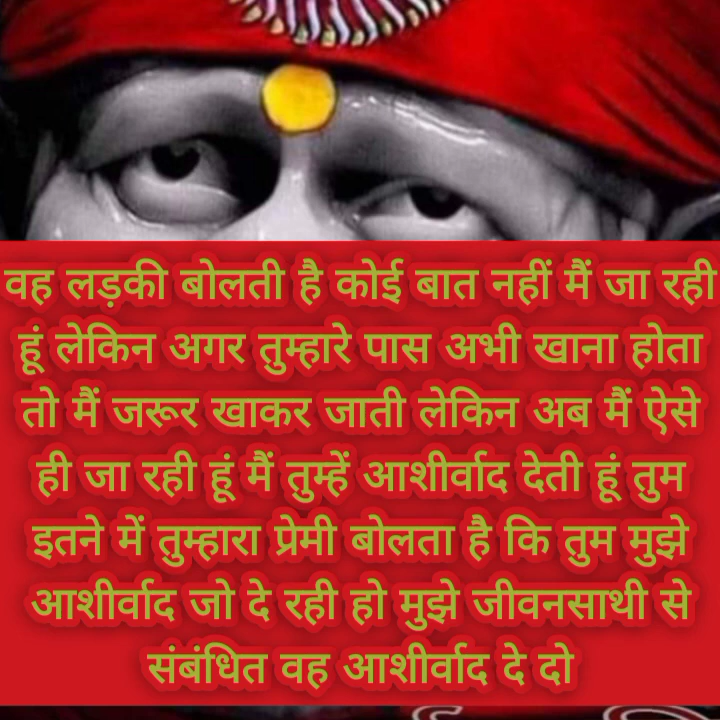 वह लड़की बोलती है कोई बात नहीं मैं जा रही
हूं लेकिन अगर तुम्हारे पास अभी खाना होता
तो मैं जरूर खाकर जाती लेकिन अब मैं ऐसे
ही जा रही हूं मैं तुम्हें आशीर्वाद देती हूं तुम
इतने में तुम्हारा प्रेमी बोलता है कि तुम मुझे
आशीर्वाद जो दे रही हो मुझे जीवनसाथी से
संबंधित वह आशीर्वाद दे दो